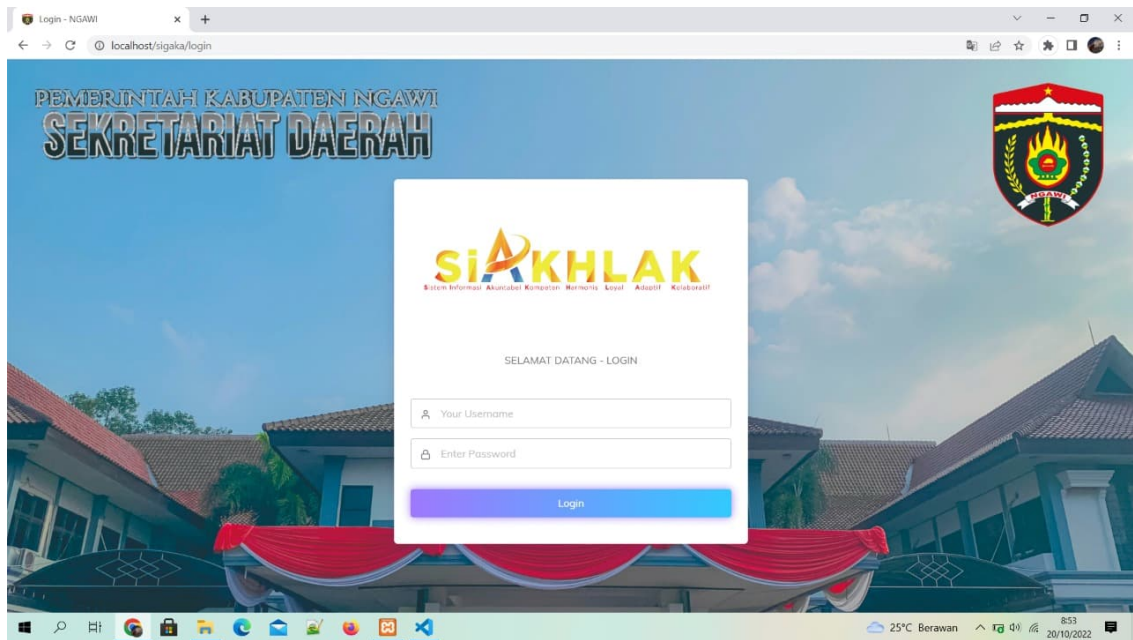 Login - NGAWI
localhost/sigaka/login
PEMERINTAH KABUPATEN NGAWI
SEKRETARIAT DAERAH
NGAWI
SiAKHLAK
Sistem Informasi Akuntabel Kompeten Harmonis Loyal Adaptif Kolaboratif
SELAMAT DATANG - LOGIN
Your Username
Enter Password
Login
25°C Berawan
8:53
20/10/2022